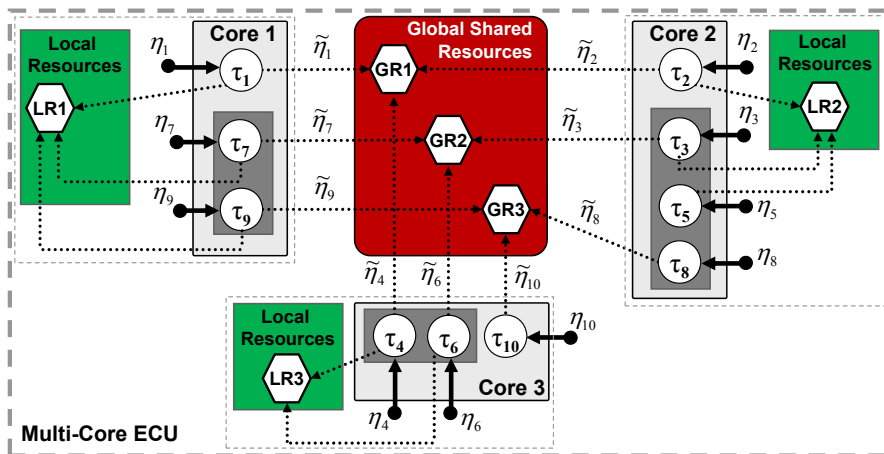 Core 1
Global Shared
Resources
Core 2
Local
Resources
LR1
η1
τ1
η̃1
GR1
η̃2
τ2
η2
Local
Resources
LR2
η7
τ7
η̃7
GR2
η̃3
τ3
η3
η9
τ9
η̃9
GR3
η̃8
τ5
η5
τ8
η8
η̃4
η̃6
η̃10
Local
Resources
LR3
τ4
τ6
τ10
η10
Core 3
η4
η6
Multi-Core ECU